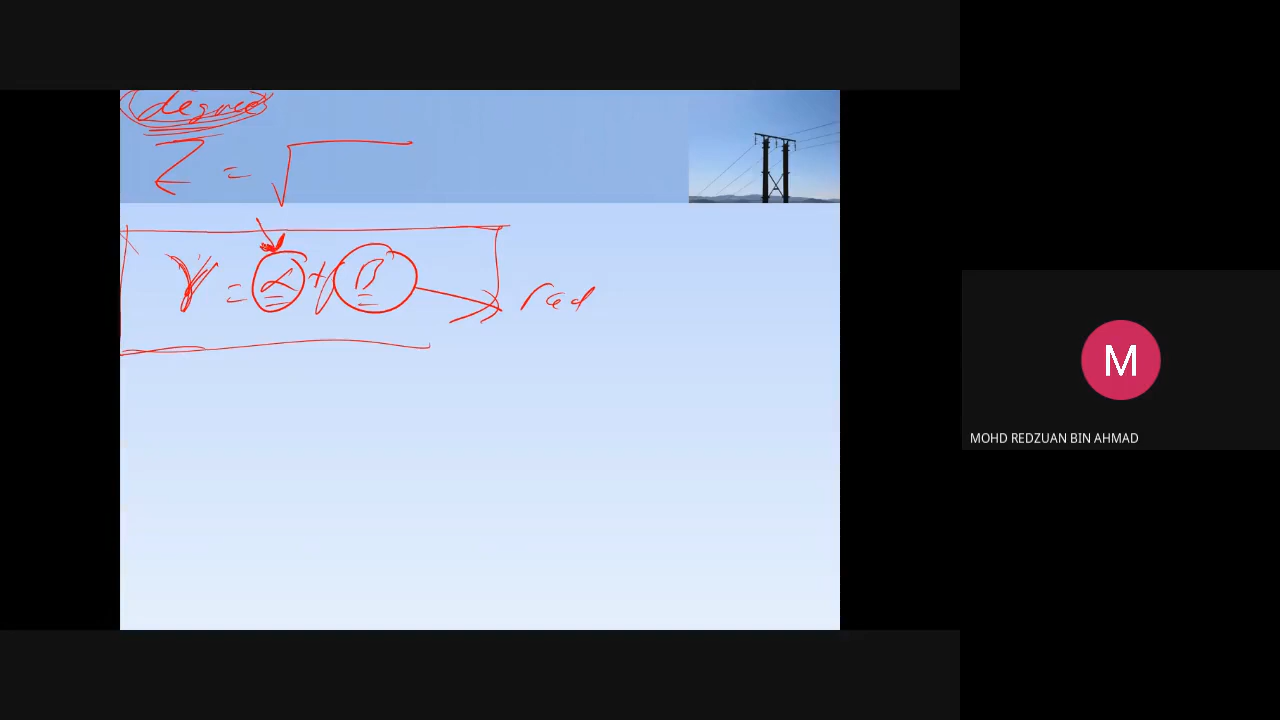 degree
Z = √
γ = α + jβ
rad
M
MOHD REDZUAN BIN AHMAD